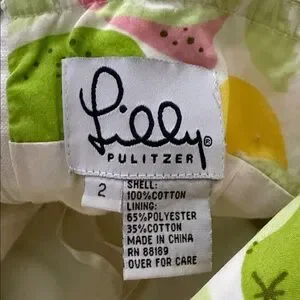 Lilly®
PULITZER
2
SHELL:
100%COTTON
LINING:
65%POLYESTER
35%COTTON
MADE IN CHINA
RN 88189
OVER FOR CARE